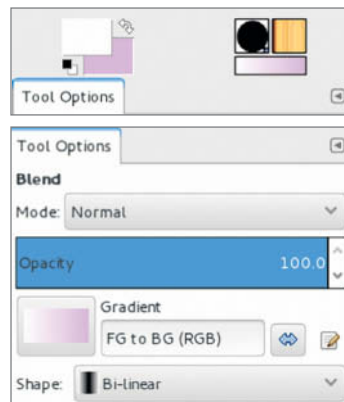 Tool Options
Tool Options
Blend
Mode: Normal
Opacity 100.0
Gradient
FG to BG (RGB)
Shape: Bi-linear